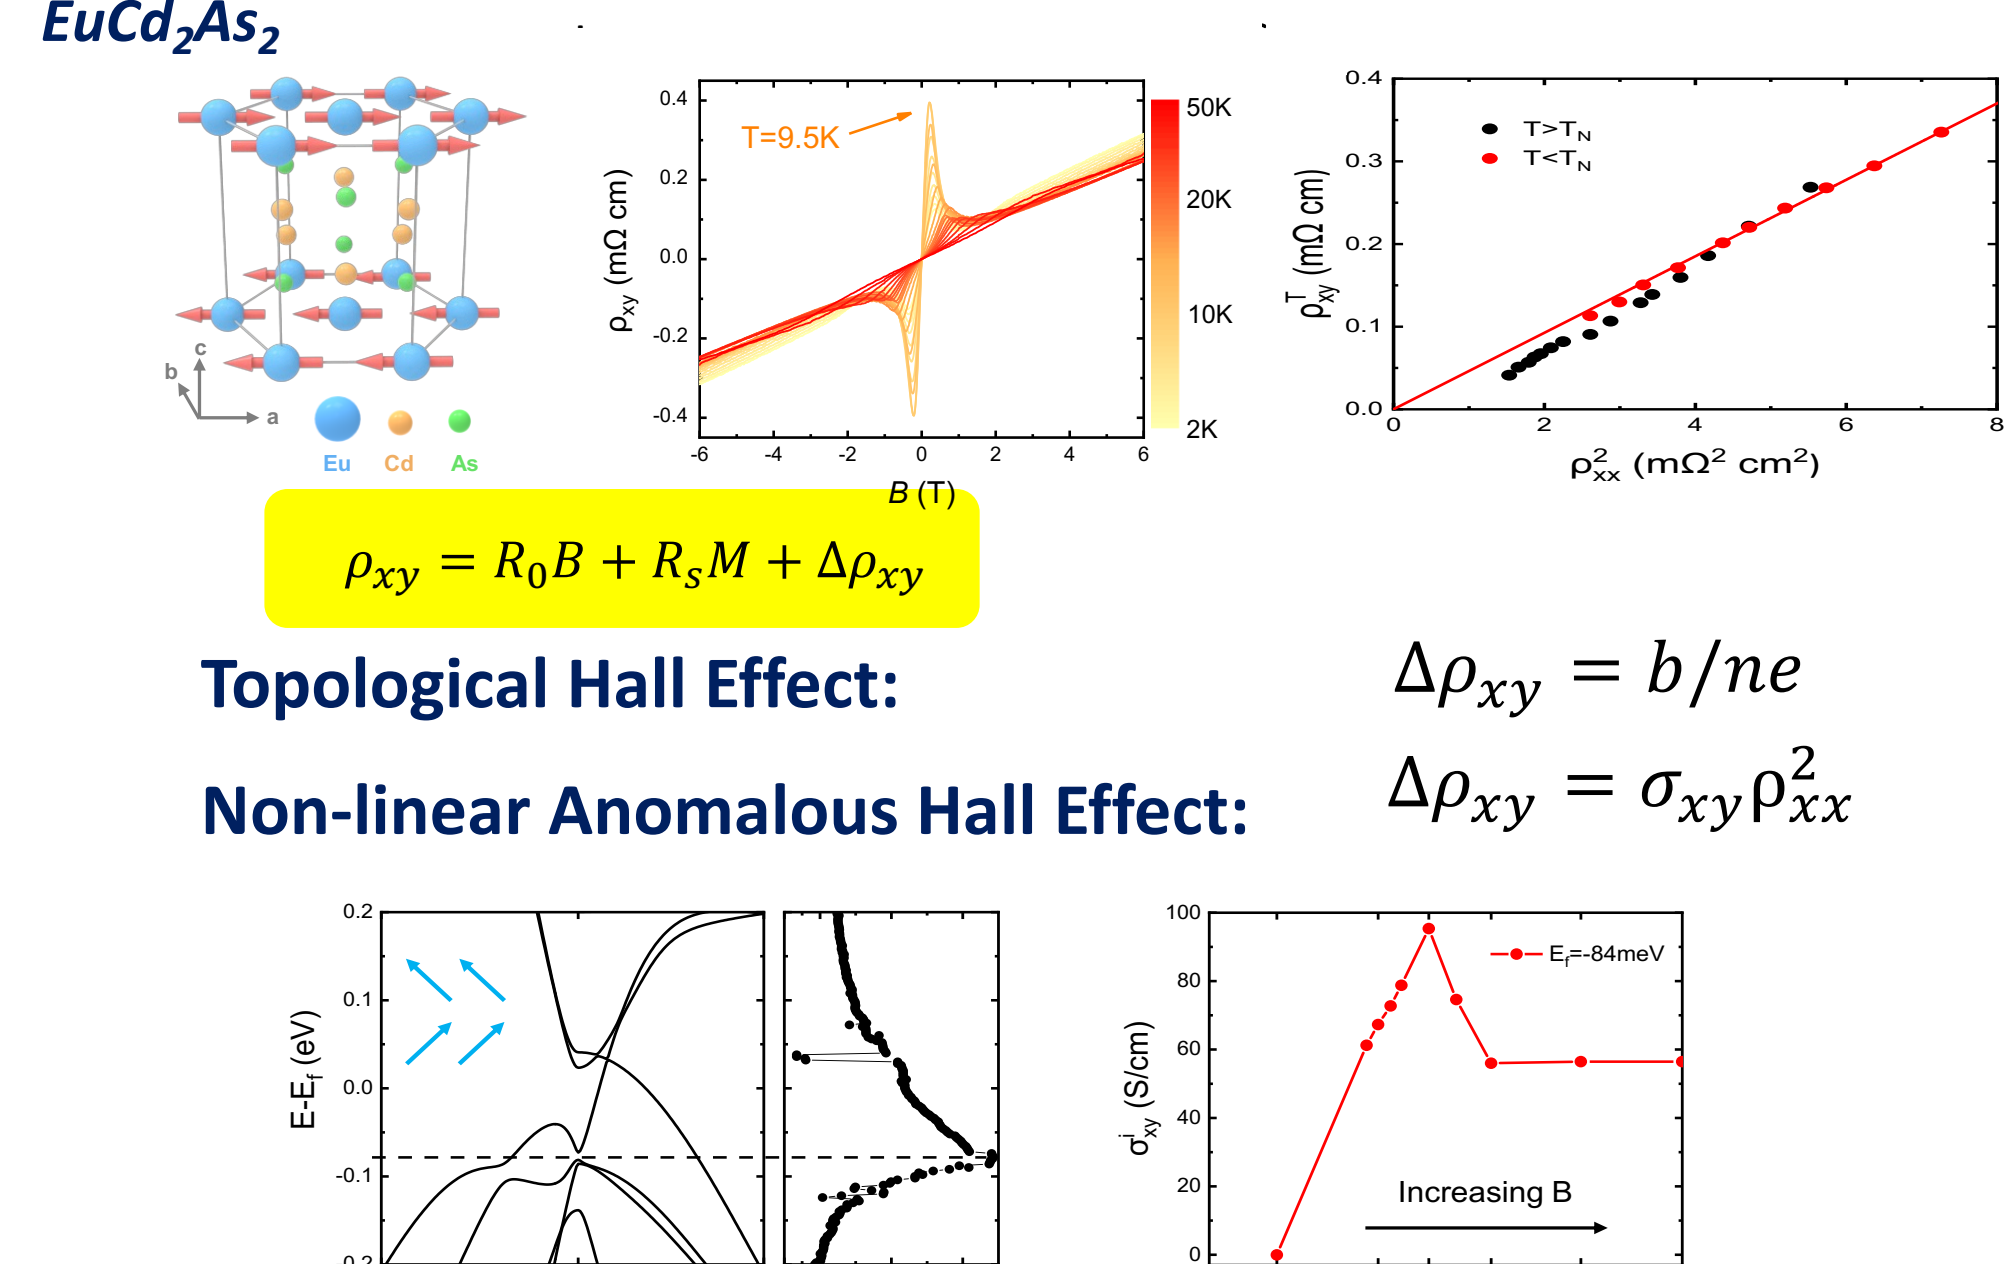 EuCd₂As₂
c
b
a
Eu Cd As
0.4
0.2
0.0
-0.2
-0.4
-6 -4 -2 0 2 4 6
ρxy (mΩ cm)
B (T)
T=9.5K
50K
20K
10K
2K
0.4
0.3
0.2
0.1
0.0
0 2 4 6 8
ρᵀxy (mΩ cm)
ρ²xx (mΩ² cm²)
T>T_N
T<T_N
ρxy = R₀B + RₛM + Δρxy
Topological Hall Effect:
Δρxy = b/ne
Non-linear Anomalous Hall Effect:
Δρxy = σxyρ²xx
0.2
0.1
0.0
-0.1
E-E_f (eV)
100
80
60
40
20
0
σⁱxy (S/cm)
E_f=-84meV
Increasing B